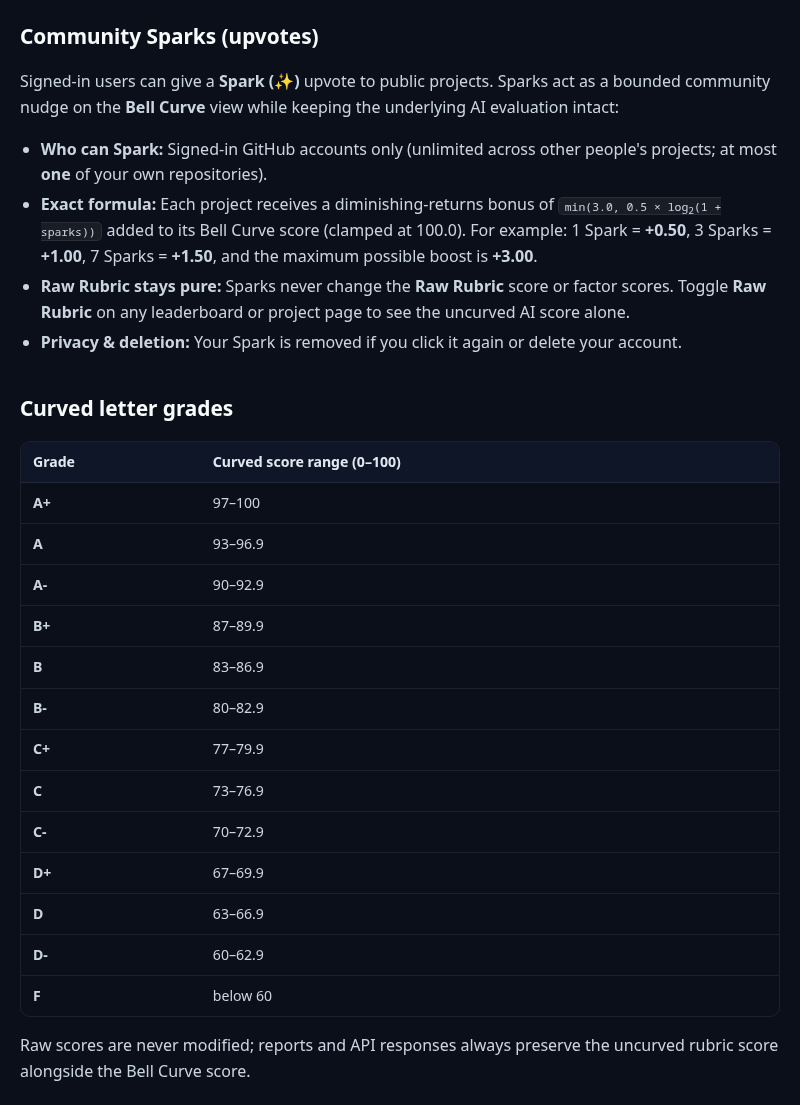 Community Sparks (upvotes)
Signed-in users can give a Spark (✨) upvote to public projects. Sparks act as a bounded community
nudge on the Bell Curve view while keeping the underlying AI evaluation intact:
• Who can Spark: Signed-in GitHub accounts only (unlimited across other people's projects; at most
one of your own repositories).
• Exact formula: Each project receives a diminishing-returns bonus of min(3.0, 0.5 × log₂(1 +
sparks)) added to its Bell Curve score (clamped at 100.0). For example: 1 Spark = +0.50, 3 Sparks =
+1.00, 7 Sparks = +1.50, and the maximum possible boost is +3.00.
• Raw Rubric stays pure: Sparks never change the Raw Rubric score or factor scores. Toggle Raw
Rubric on any leaderboard or project page to see the uncurved AI score alone.
• Privacy & deletion: Your Spark is removed if you click it again or delete your account.
Curved letter grades
Grade Curved score range (0–100)
A+ 97–100
A 93–96.9
A- 90–92.9
B+ 87–89.9
B 83–86.9
B- 80–82.9
C+ 77–79.9
C 73–76.9
C- 70–72.9
D+ 67–69.9
D 63–66.9
D- 60–62.9
F below 60
Raw scores are never modified; reports and API responses always preserve the uncurved rubric score
alongside the Bell Curve score.